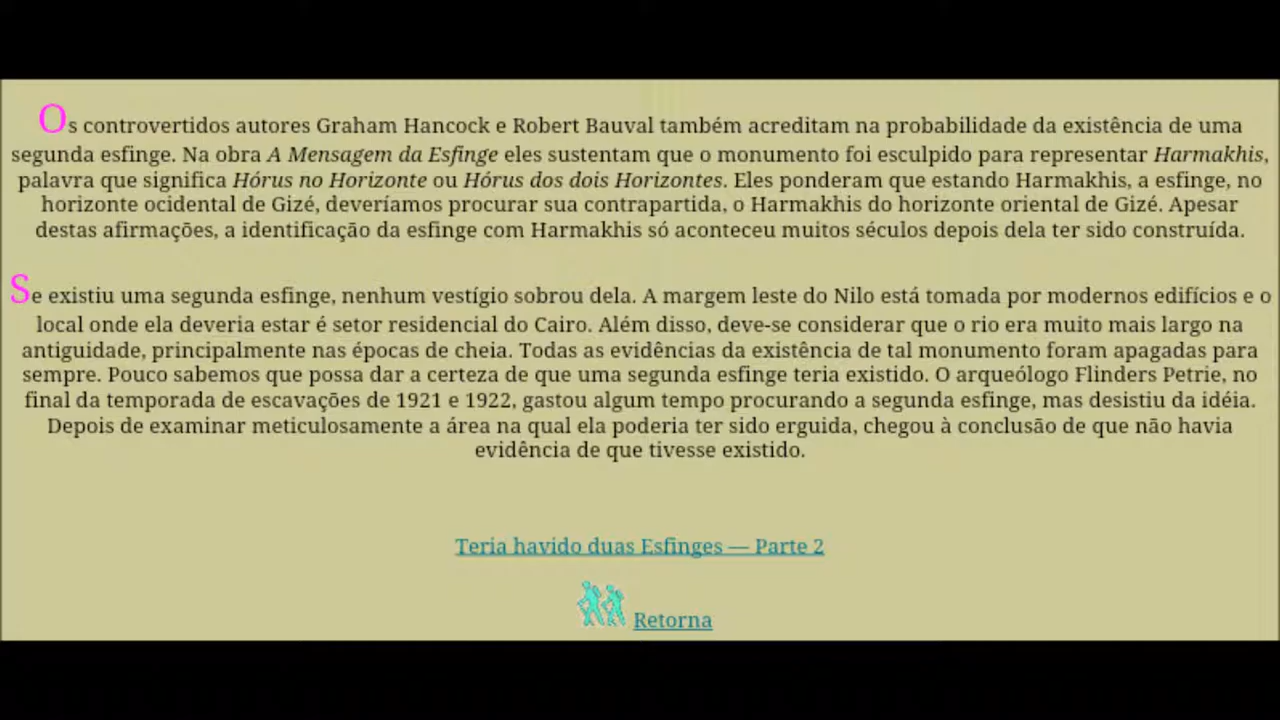 Os controvertidos autores Graham Hancock e Robert Bauval também acreditam na probabilidade da existência de uma
segunda esfinge. Na obra A Mensagem da Esfinge eles sustentam que o monumento foi esculpido para representar Harmakhis,
palavra que significa Hórus no Horizonte ou Hórus dos dois Horizontes. Eles ponderam que estando Harmakhis, a esfinge, no
horizonte ocidental de Gizé, deveríamos procurar sua contrapartida, o Harmakhis do horizonte oriental de Gizé. Apesar
destas afirmações, a identificação da esfinge com Harmakhis só aconteceu muitos séculos depois dela ter sido construída.
Se existiu uma segunda esfinge, nenhum vestígio sobrou dela. A margem leste do Nilo está tomada por modernos edifícios e o
local onde ela deveria estar é setor residencial do Cairo. Além disso, deve-se considerar que o rio era muito mais largo na
antiguidade, principalmente nas épocas de cheia. Todas as evidências da existência de tal monumento foram apagadas para
sempre. Pouco sabemos que possa dar a certeza de que uma segunda esfinge teria existido. O arqueólogo Flinders Petrie, no
final da temporada de escavações de 1921 e 1922, gastou algum tempo procurando a segunda esfinge, mas desistiu da idéia.
Depois de examinar meticulosamente a área na qual ela poderia ter sido erguida, chegou à conclusão de que não havia
evidência de que tivesse existido.
Teria havido duas Esfinges — Parte 2
Retorna